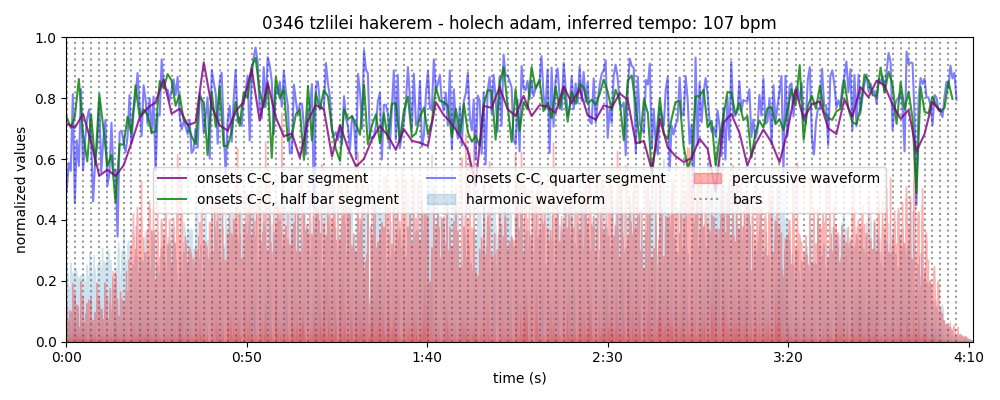 0346 tzlilei hakerem - holech adam, inferred tempo: 107 bpm
normalized values
1.0
0.8
0.6
0.4
0.2
0.0
onsets C-C, bar segment
onsets C-C, half bar segment
onsets C-C, quarter segment
harmonic waveform
percussive waveform
bars
0:00 0:50 1:40 2:30 3:20 4:10
time (s)